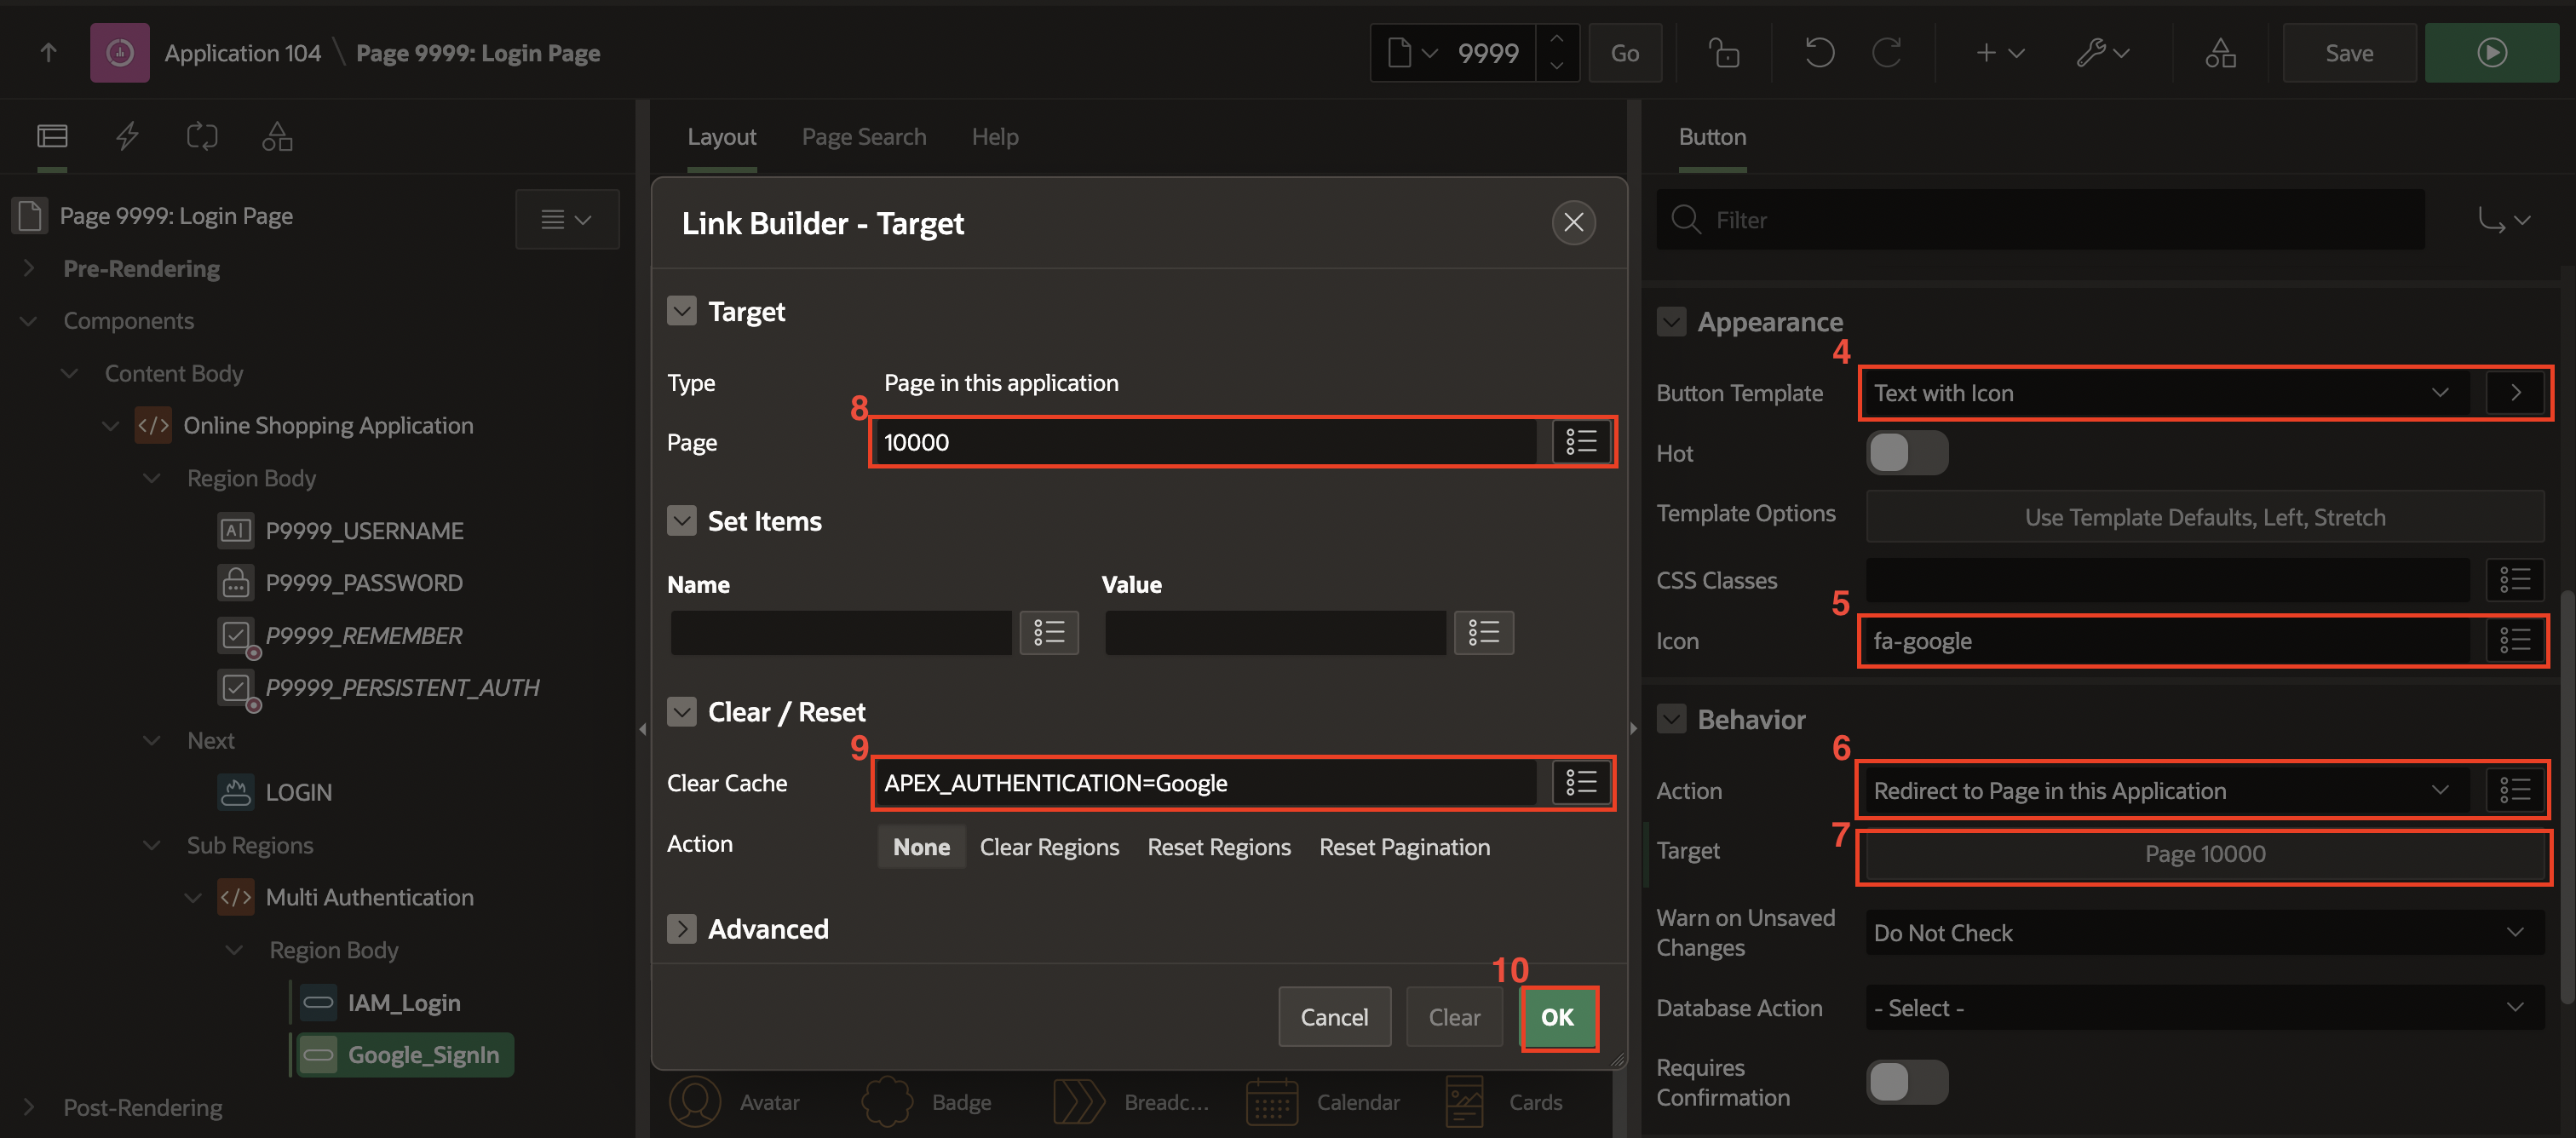 Application 104 \ Page 9999: Login Page
9999
Go
Save
Page 9999: Login Page
Pre-Rendering
Components
Content Body
Online Shopping Application
Region Body
P9999_USERNAME
P9999_PASSWORD
P9999_REMEMBER
P9999_PERSISTENT_AUTH
Next
LOGIN
Sub Regions
Multi Authentication
Region Body
IAM_Login
Google_SignIn
Post-Rendering
Layout Page Search Help
Link Builder - Target
Target
Type Page in this application
8
Page 10000
Set Items
Name Value
Clear / Reset
9
Clear Cache APEX_AUTHENTICATION=Google
Action None Clear Regions Reset Regions Reset Pagination
Advanced
10
Cancel Clear OK
Avatar Badge Breadc... Calendar Cards
Button
Filter
Appearance
4
Button Template Text with Icon
Hot
Template Options Use Template Defaults, Left, Stretch
CSS Classes
5
Icon fa-google
Behavior
6
Action Redirect to Page in this Application
7
Target Page 10000
Warn on Unsaved
Changes
Do Not Check
Database Action - Select -
Requires
Confirmation